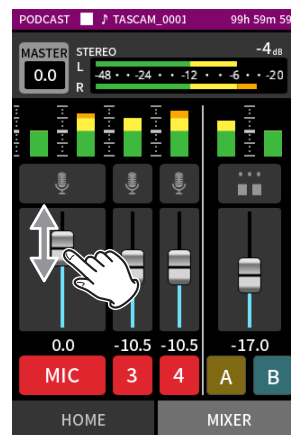 PODCAST ♪ TASCAM_0001 99h 59m 59
MASTER STEREO -4dB
0.0 L -48 · · -24 · · -12 · · -6 · · -20
R
0.0 -10.5 -10.5 -17.0
MIC 3 4 A B
HOME MIXER